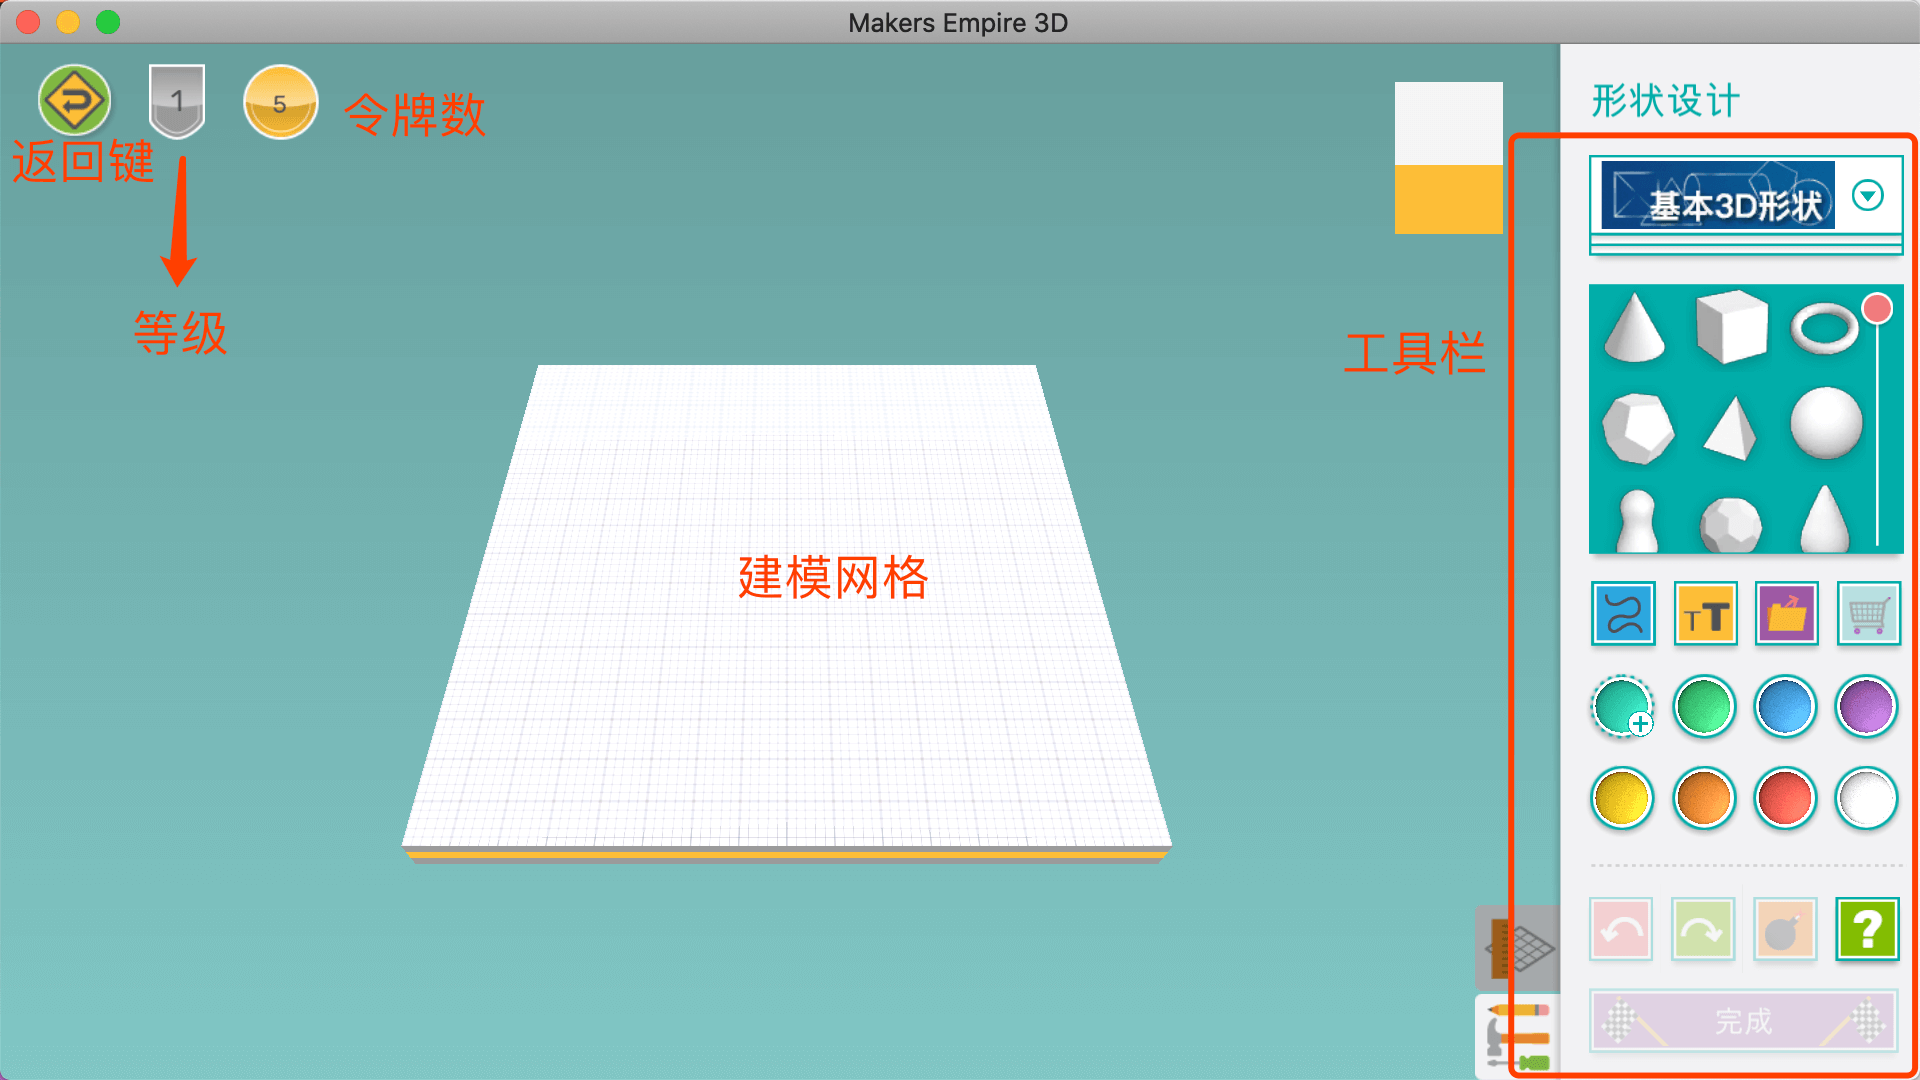 Makers Empire 3D
1
5
令牌数
返回键
等级
形状设计
基本3D形状
工具栏
建模网格
TT
?
完成